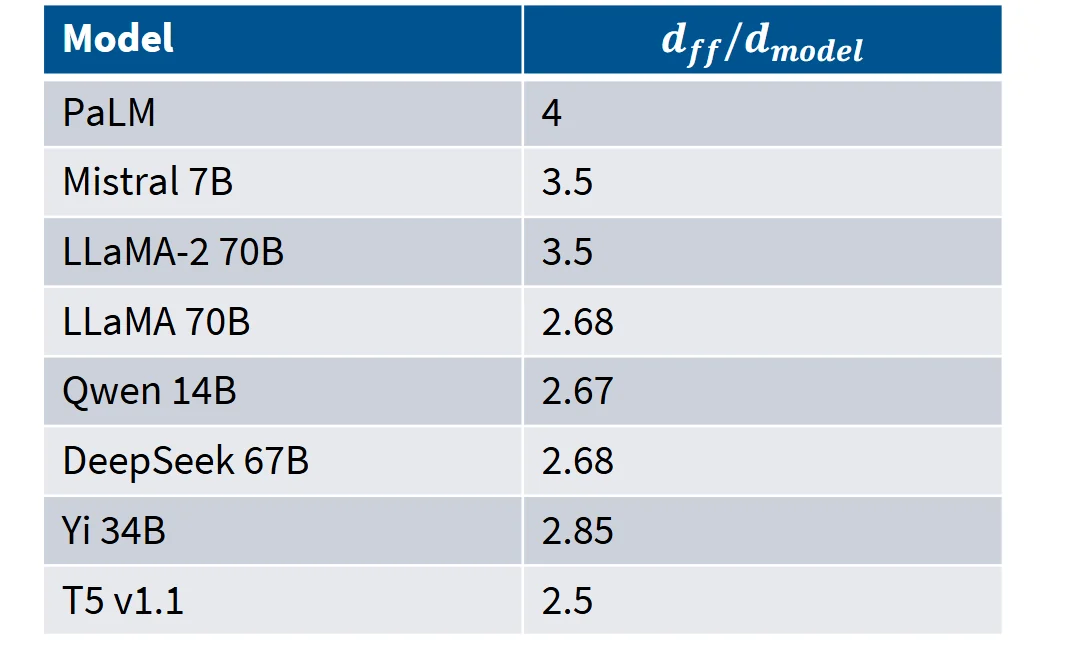 Model d_ff/d_model
PaLM 4
Mistral 7B 3.5
LLaMA-2 70B 3.5
LLaMA 70B 2.68
Qwen 14B 2.67
DeepSeek 67B 2.68
Yi 34B 2.85
T5 v1.1 2.5